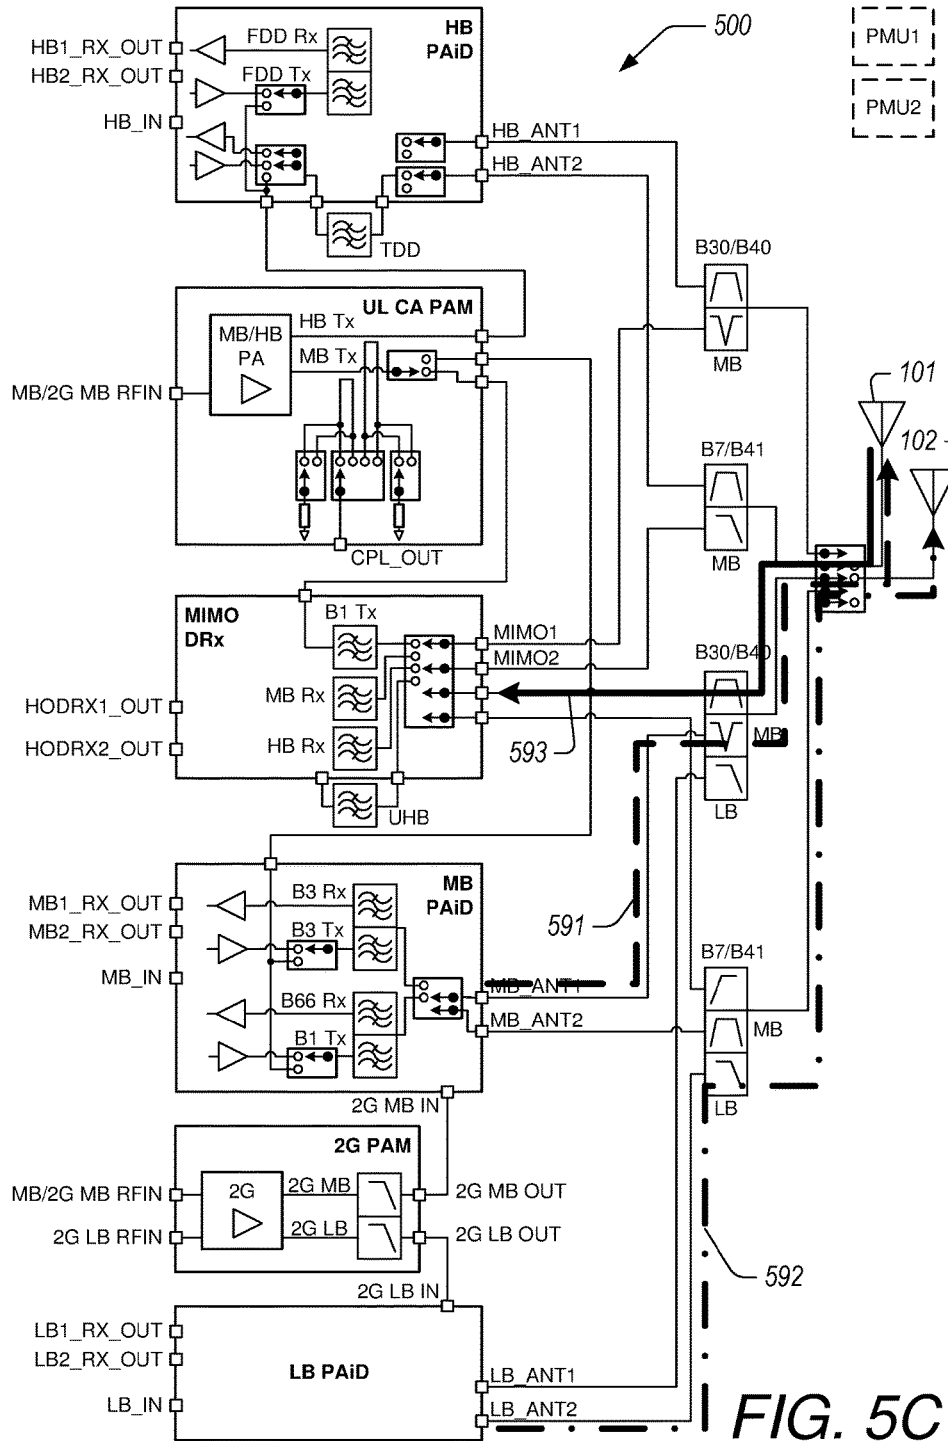 HB
PAiD
500
PMU1
PMU2
HB1_RX_OUT
HB2_RX_OUT
HB_IN
FDD Rx
FDD Tx
HB_ANT1
HB_ANT2
TDD
B30/B40
MB
UL CA PAM
HB Tx
MB/HB
PA
MB Tx
MB/2G MB RFIN
CPL_OUT
101
102
B7/B41
MB
MIMO
DRx
B1 Tx
MIMO1
MIMO2
MB Rx
HB Rx
HODRX1_OUT
HODRX2_OUT
UHB
B30/B40
MB
LB
593
591
MB
PAiD
MB1_RX_OUT
MB2_RX_OUT
MB_IN
B3 Rx
B3 Tx
B66 Rx
B1 Tx
MB_ANT1
MB_ANT2
B7/B41
MB
LB
2G MB IN
2G PAM
MB/2G MB RFIN
2G LB RFIN
2G
2G MB
2G LB
2G MB OUT
2G LB OUT
592
2G LB IN
LB1_RX_OUT
LB2_RX_OUT
LB_IN
LB PAiD
LB_ANT1
LB_ANT2
FIG. 5C